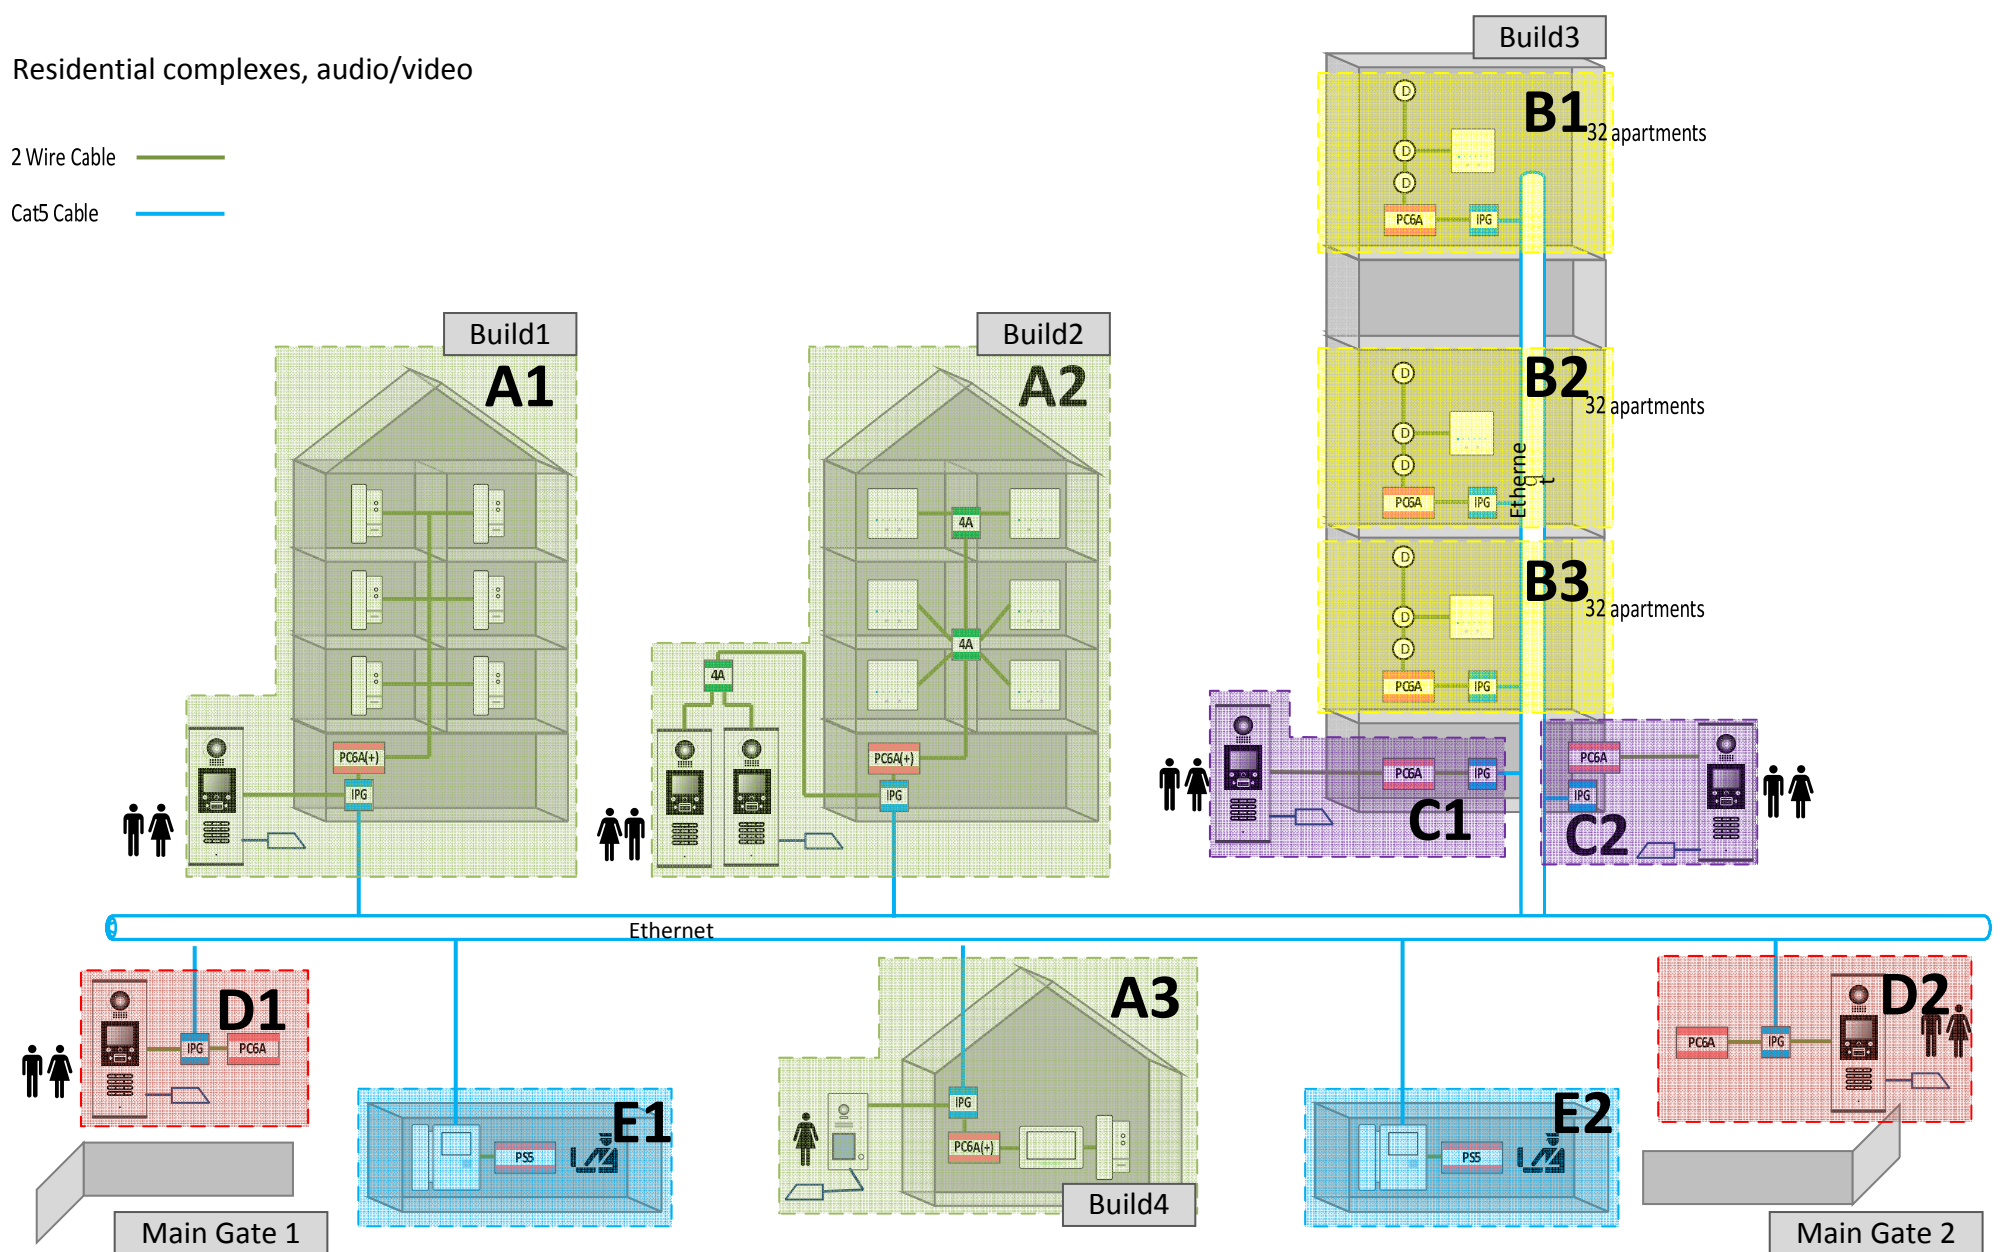 Build3
Residential complexes, audio/video
B1
32 apartments
D
2 Wire Cable
D
Cat5 Cable
D
PC6A
IPG
Build1
Build2
A1
A2
B2
32 apartments
D
D
D
Etherne
t
PC6A
IPG
4A
B3
32 apartments
D
D
D
4A
4A
PC6A
IPG
PC6A(+)
IPG
PC6A(+)
IPG
PC6A
IPG
C1
PC6A
IPG
C2
Ethernet
D1
IPG
PC6A
A3
IPG
PC6A(+)
Build4
D2
PC6A
IPG
E1
PS5
E2
PS5
Main Gate 1
Main Gate 2